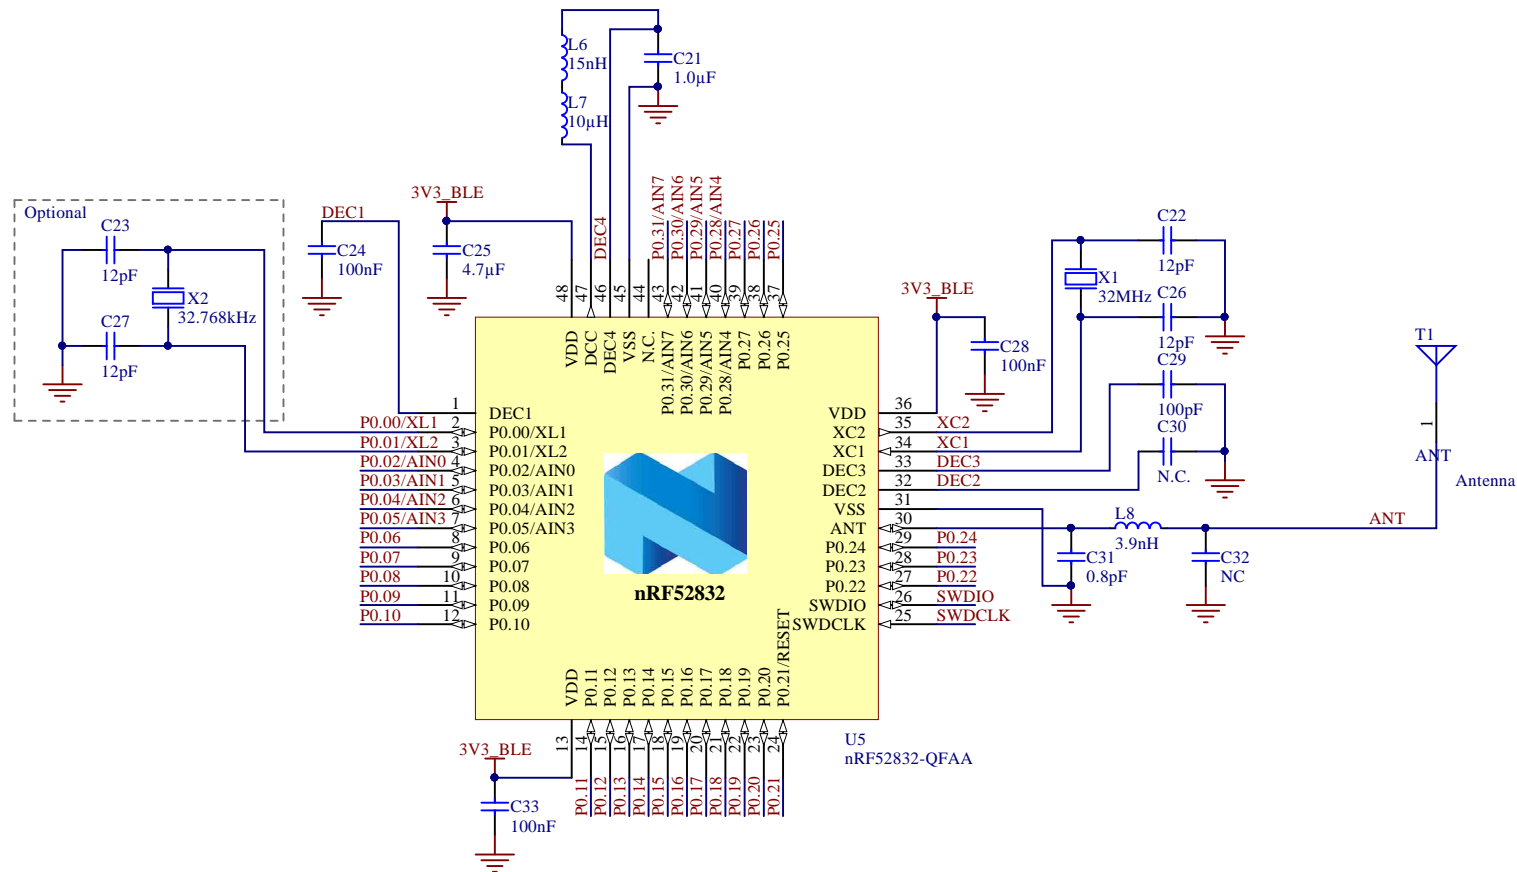 L6
15nH
L7
10µH
C21
1.0µF
Optional
C23
12pF
X2
32.768kHz
C27
12pF
DEC1
C24
100nF
3V3_BLE
C25
4.7µF
DEC4
P0.31/AIN7
P0.30/AIN6
P0.29/AIN5
P0.28/AIN4
P0.27
P0.26
P0.25
48
47
46
45
44
43
42
41
40
39
38
37
VDD
DCC
DEC4
VSS
N.C.
P0.31/AIN7
P0.30/AIN6
P0.29/AIN5
P0.28/AIN4
P0.27
P0.26
P0.25
3V3_BLE
C28
100nF
C22
12pF
X1
32MHz
C26
12pF
C29
100pF
C30
N.C.
T1
1
ANT
Antenna
1 DEC1
P0.00/XL1 2 P0.00/XL1
P0.01/XL2 3 P0.01/XL2
P0.02/AIN0 4 P0.02/AIN0
P0.03/AIN1 5 P0.03/AIN1
P0.04/AIN2 6 P0.04/AIN2
P0.05/AIN3 7 P0.05/AIN3
P0.06 8 P0.06
P0.07 9 P0.07
P0.08 10 P0.08
P0.09 11 P0.09
P0.10 12 P0.10
nRF52832
VDD 36
XC2 35 XC2
XC1 34 XC1
DEC3 33 DEC3
DEC2 32 DEC2
VSS 31
ANT 30
P0.24 29 P0.24
P0.23 28 P0.23
P0.22 27 P0.22
SWDIO 26 SWDIO
SWDCLK 25 SWDCLK
L8
3.9nH
ANT
C31
0.8pF
C32
NC
VDD
P0.11
P0.12
P0.13
P0.14
P0.15
P0.16
P0.17
P0.18
P0.19
P0.20
P0.21/RESET
13
14
15
16
17
18
19
20
21
22
23
24
P0.11
P0.12
P0.13
P0.14
P0.15
P0.16
P0.17
P0.18
P0.19
P0.20
P0.21
U5
nRF52832-QFAA
3V3_BLE
C33
100nF